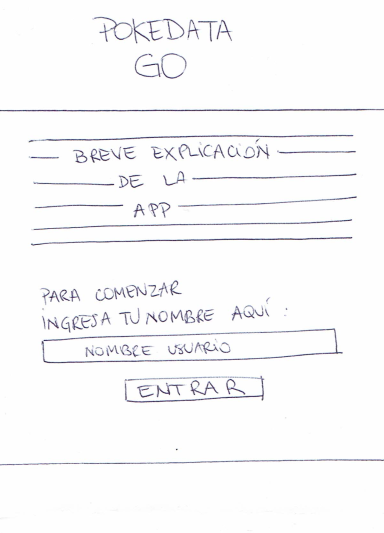 POKEDATA
GO
BREVE EXPLICACIÓN
DE LA
APP
PARA COMENZAR
INGRESA TU NOMBRE AQUÍ :
NOMBRE USUARIO
ENTRAR